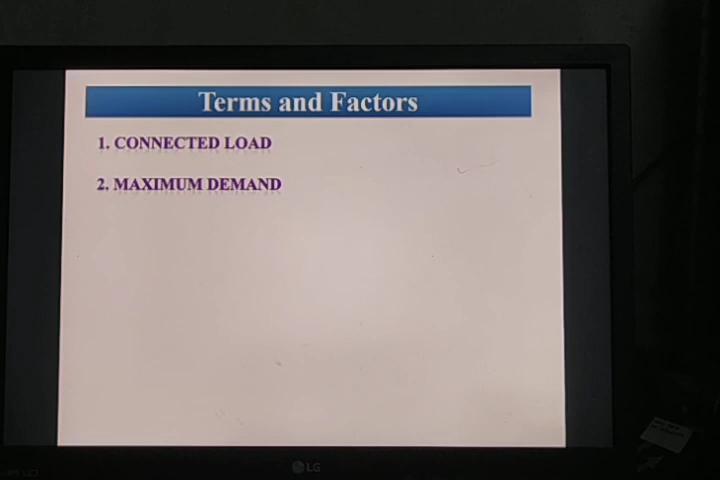 Terms and Factors
1. CONNECTED LOAD
2. MAXIMUM DEMAND
LG